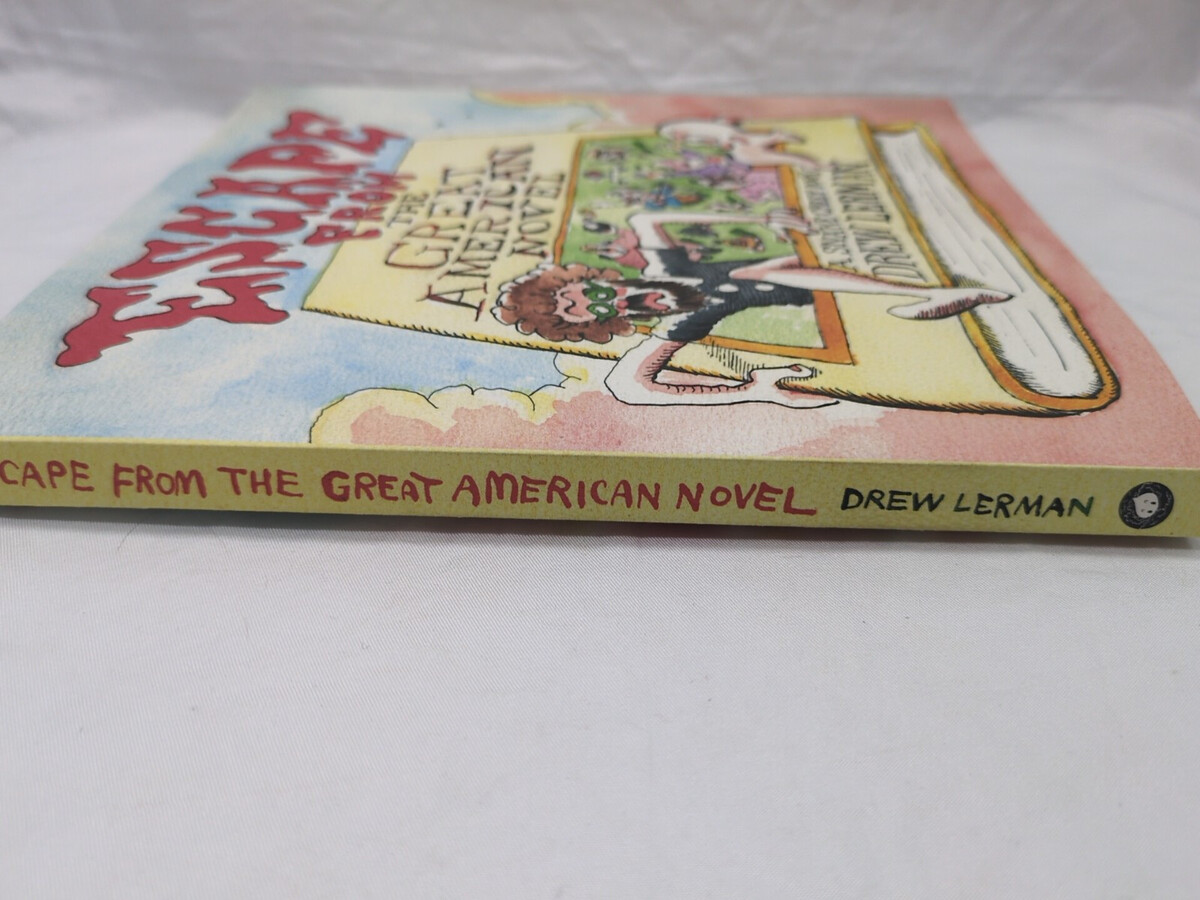 ESCAPE
FROM
THE
GREAT
AMERICAN
NOVEL
DREW LERMAN
CAPE FROM THE GREAT AMERICAN NOVEL DREW LERMAN